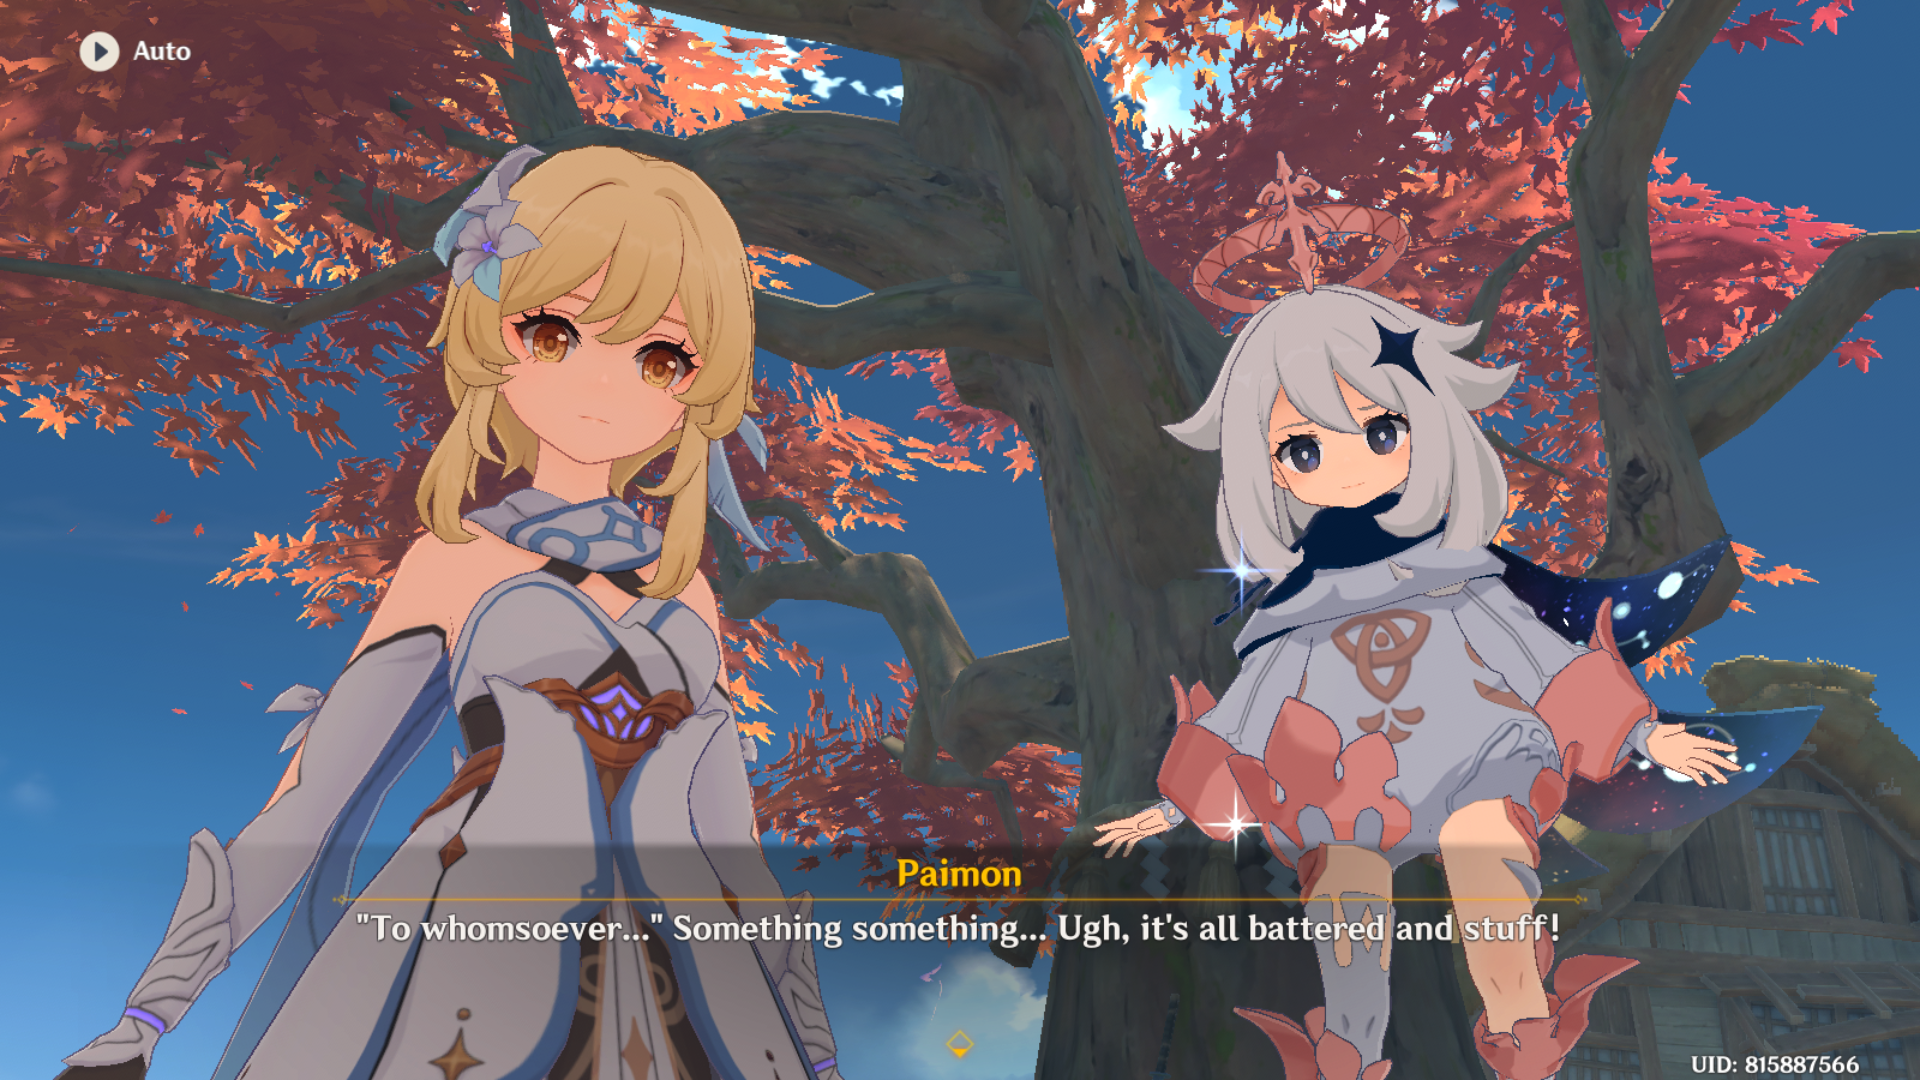 Auto
Paimon
"To whomsoever..." Something something... Ugh, it's all battered and stuff!
UID: 815887566